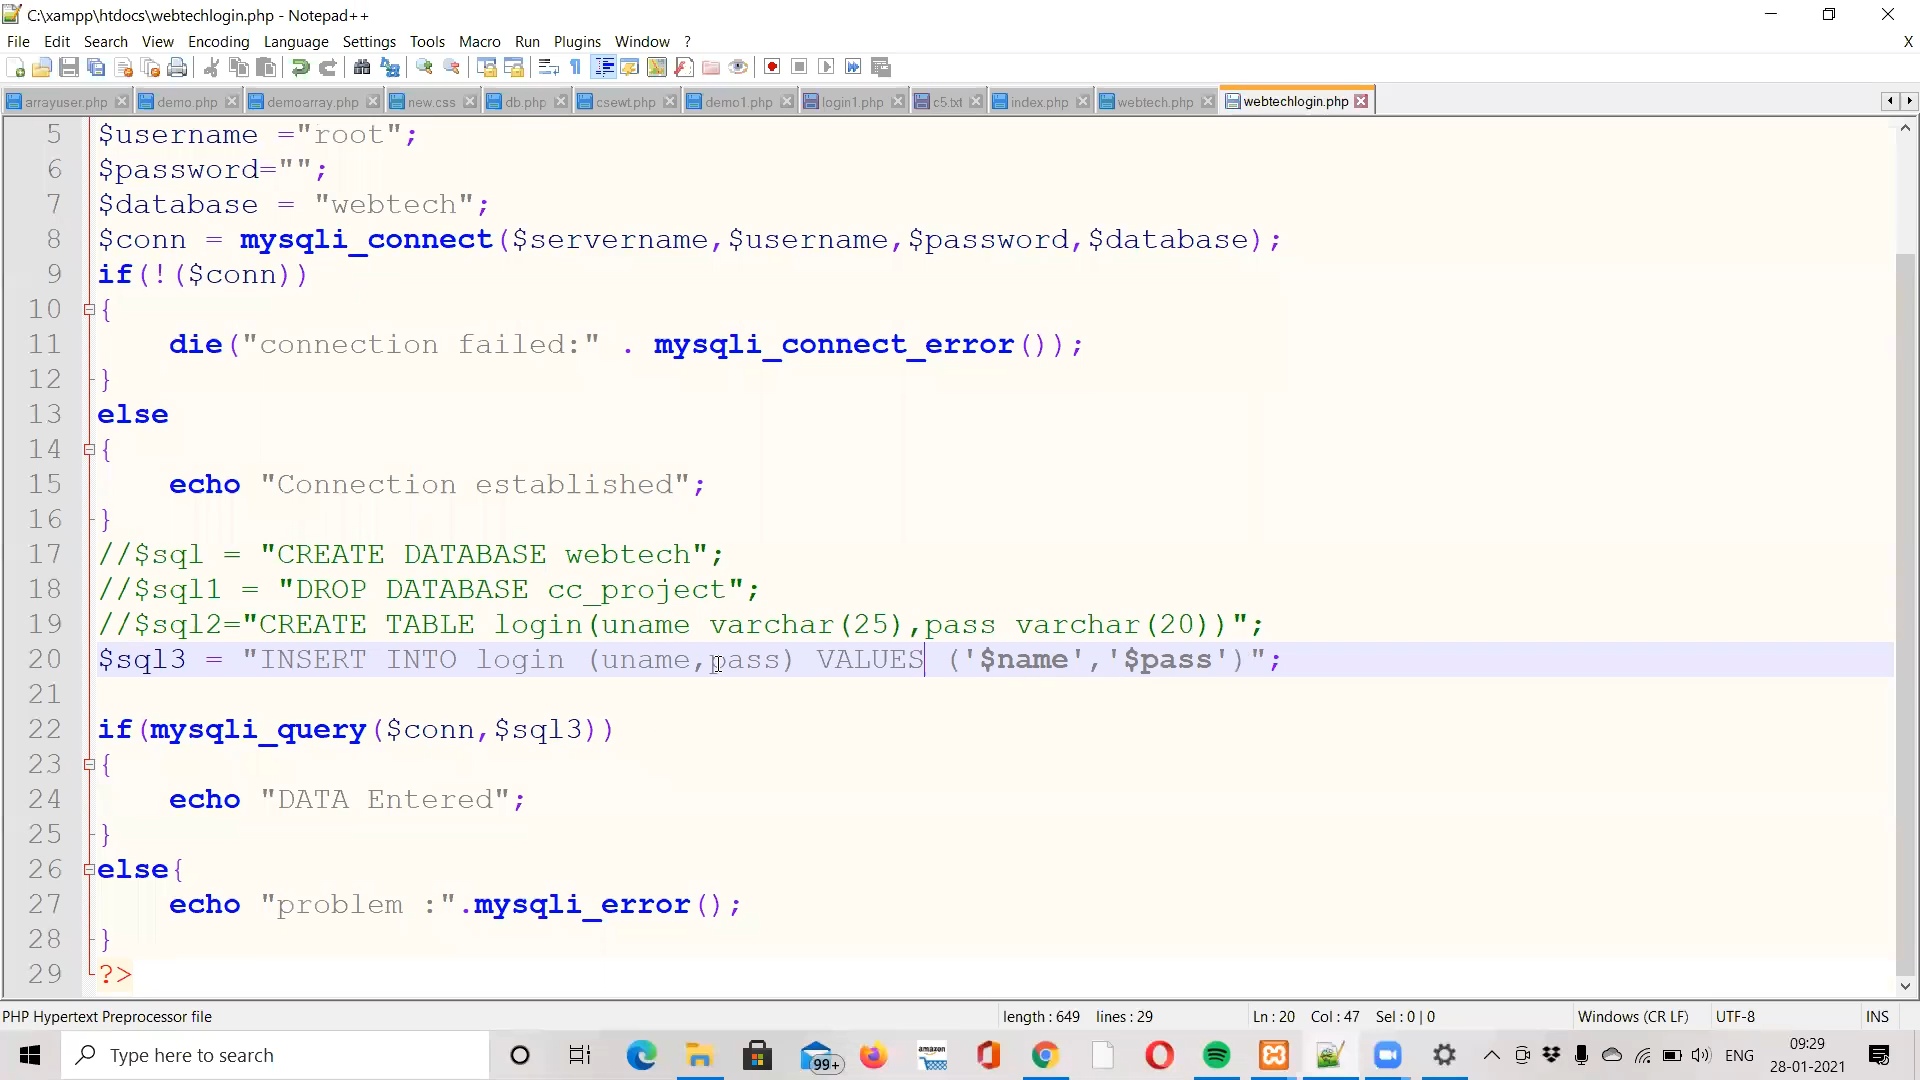 C:\xampp\htdocs\webtechlogin.php - Notepad++
File Edit Search View Encoding Language Settings Tools Macro Run Plugins Window ? X
arrayuser.php demo.php demoarray.php new.css db.php csewt.php demo1.php login1.php c5.txt index.php webtech.php webtechlogin.php
5 $username ="root";
6 $password="";
7 $database = "webtech";
8 $conn = mysqli_connect($servername,$username,$password,$database);
9 if(!($conn))
10 {
11 die("connection failed:" . mysqli_connect_error());
12 }
13 else
14 {
15 echo "Connection established";
16 }
17 //$sql = "CREATE DATABASE webtech";
18 //$sql1 = "DROP DATABASE cc_project";
19 //$sql2="CREATE TABLE login(uname varchar(25),pass varchar(20))";
20 $sql3 = "INSERT INTO login (uname,pass) VALUES ('$name','$pass')";
21
22 if(mysqli_query($conn,$sql3))
23 {
24 echo "DATA Entered";
25 }
26 else{
27 echo "problem :".mysqli_error();
28 }
29 ?>
PHP Hypertext Preprocessor file length : 649 lines : 29 Ln : 20 Col : 47 Sel : 0 | 0 Windows (CR LF) UTF-8 INS
Type here to search 99+ amazon ENG 09:29
28-01-2021